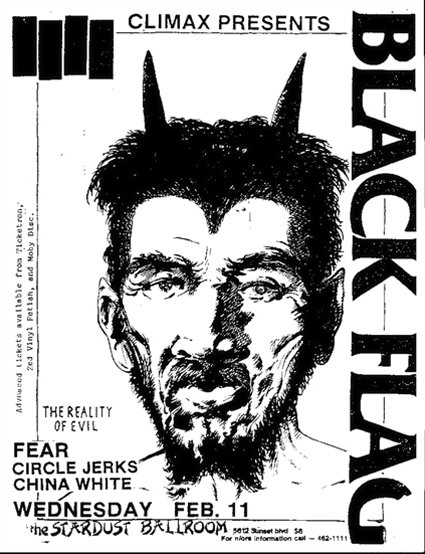 CLIMAX PRESENTS
BLACK FLAG
Advanced tickets available from Ticketron,
Zed Vinyl Fetish, and Moby Disc.
THE REALITY
OF EVIL
FEAR
CIRCLE JERKS
CHINA WHITE
WEDNESDAY FEB. 11
the STARDUST BALLROOM 5612 Sunset blvd $6
For more information call — 462-1111